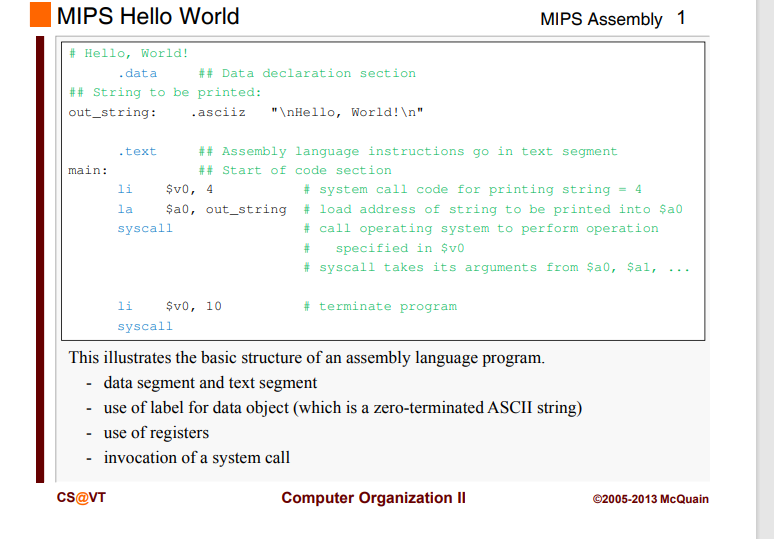 MIPS Hello World
MIPS Assembly 1
# Hello, World!
.data ## Data declaration section
## String to be printed:
out_string: .asciiz "\nHello, World!\n"
.text ## Assembly language instructions go in text segment
main: ## Start of code section
li $v0, 4 # system call code for printing string = 4
la $a0, out_string # load address of string to be printed into $a0
syscall # call operating system to perform operation
# specified in $v0
# syscall takes its arguments from $a0, $a1, ...
li $v0, 10 # terminate program
syscall
This illustrates the basic structure of an assembly language program.
- data segment and text segment
- use of label for data object (which is a zero-terminated ASCII string)
- use of registers
- invocation of a system call
CS@VT
Computer Organization II
©2005-2013 McQuain